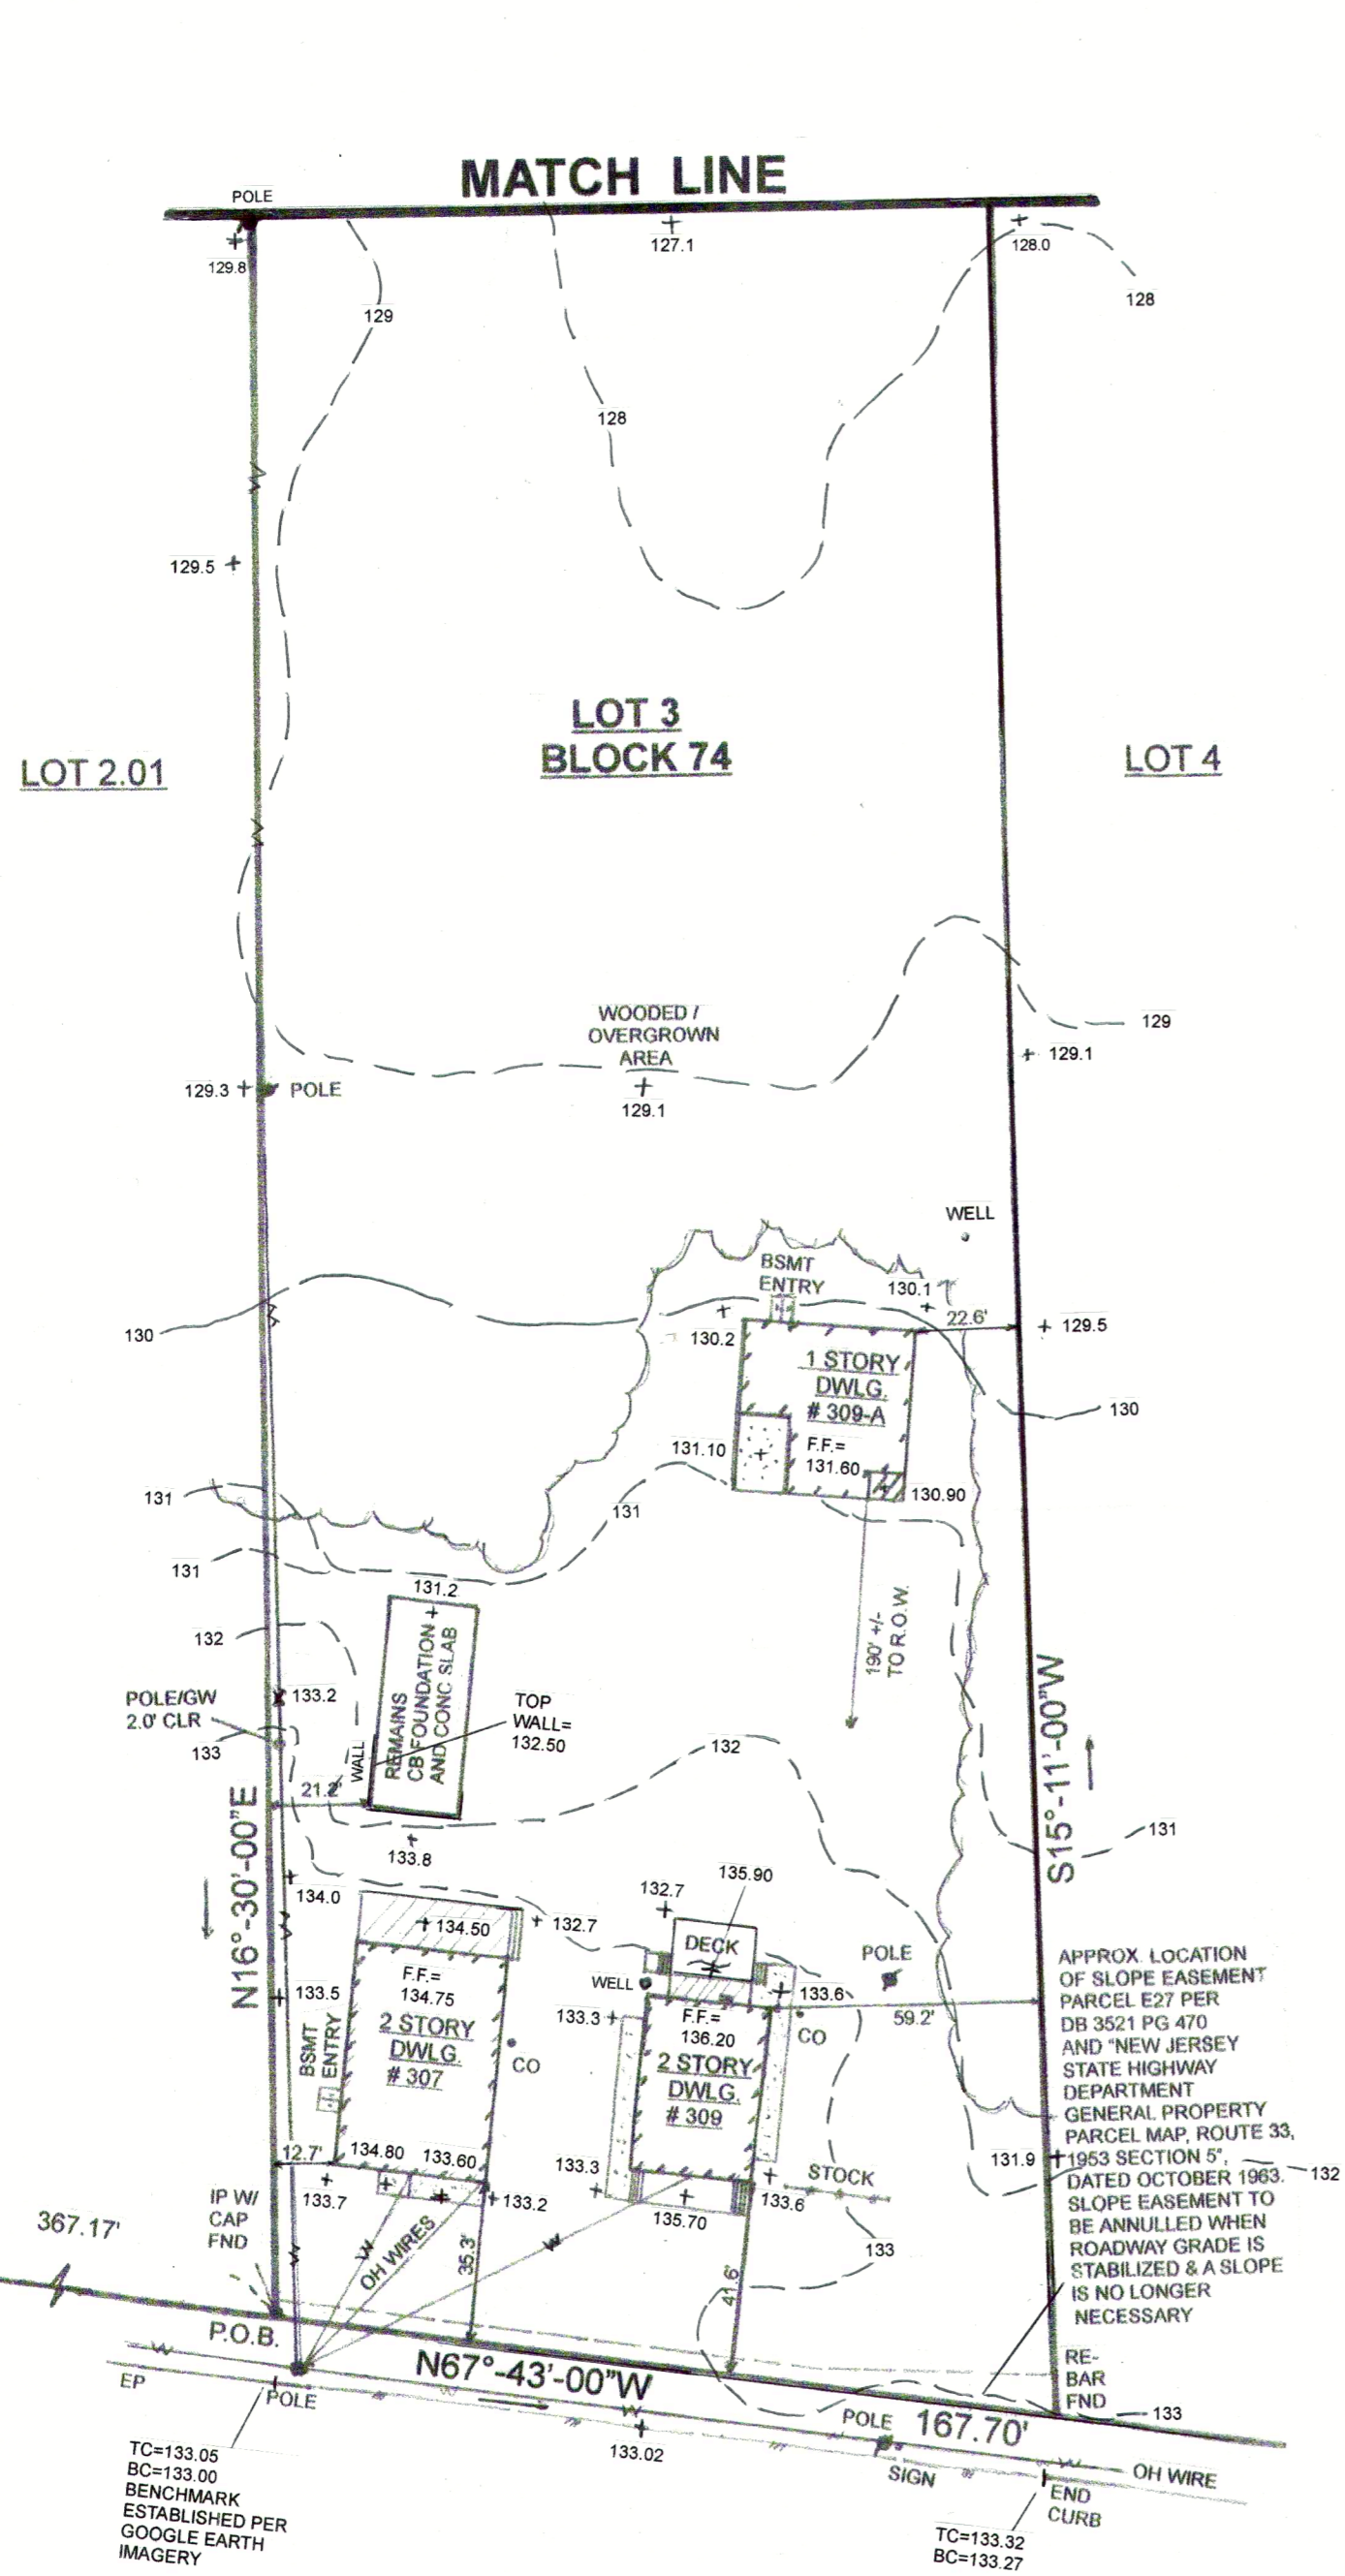 MATCH LINE
POLE
129.8
127.1
128.0
128
129
128
129.5
LOT 3
BLOCK 74
LOT 2.01
LOT 4
WOODED /
OVERGROWN
AREA
129.1
129
129.1
129.3
POLE
WELL
BSMT
ENTRY
130.1
22.6'
129.5
130
130.2
1 STORY
DWLG.
# 309-A
F.F.=
131.60
130
131.10
130.90
131
131
131
131.2
190' +/-
TO R.O.W.
132
REMAINS
CB FOUNDATION
AND CONC SLAB
TOP
WALL=
132.50
POLE/GW
2.0' CLR
133.2
133
WALL
21.2'
132
N16°-30'-00"E
S15°-11'-00"W
131
133.8
134.0
135.90
132.7
134.50
132.7
DECK
POLE
WELL
133.6
59.2'
F.F.=
134.75
133.5
BSMT
ENTRY
2 STORY
DWLG.
# 307
CO
133.3
F.F.=
136.20
2 STORY
DWLG.
# 309
CO
APPROX. LOCATION
OF SLOPE EASEMENT
PARCEL E27 PER
DB 3521 PG 470
AND "NEW JERSEY
STATE HIGHWAY
DEPARTMENT
GENERAL PROPERTY
PARCEL MAP, ROUTE 33,
1953 SECTION 5",
DATED OCTOBER 1963.
SLOPE EASEMENT TO
BE ANNULLED WHEN
ROADWAY GRADE IS
STABILIZED & A SLOPE
IS NO LONGER
NECESSARY
131.9
132
12.7'
134.80
133.60
133.7
133.2
133.3
135.70
133.6
STOCK
133
IP W/
CAP
FND
367.17'
OH WIRES
W
W
35.3'
41.6'
P.O.B.
RE-
BAR
FND
133
EP
POLE
N67°-43'-00"W
167.70'
POLE
133.02
SIGN
OH WIRE
END
CURB
TC=133.05
BC=133.00
BENCHMARK
ESTABLISHED PER
GOOGLE EARTH
IMAGERY
TC=133.32
BC=133.27